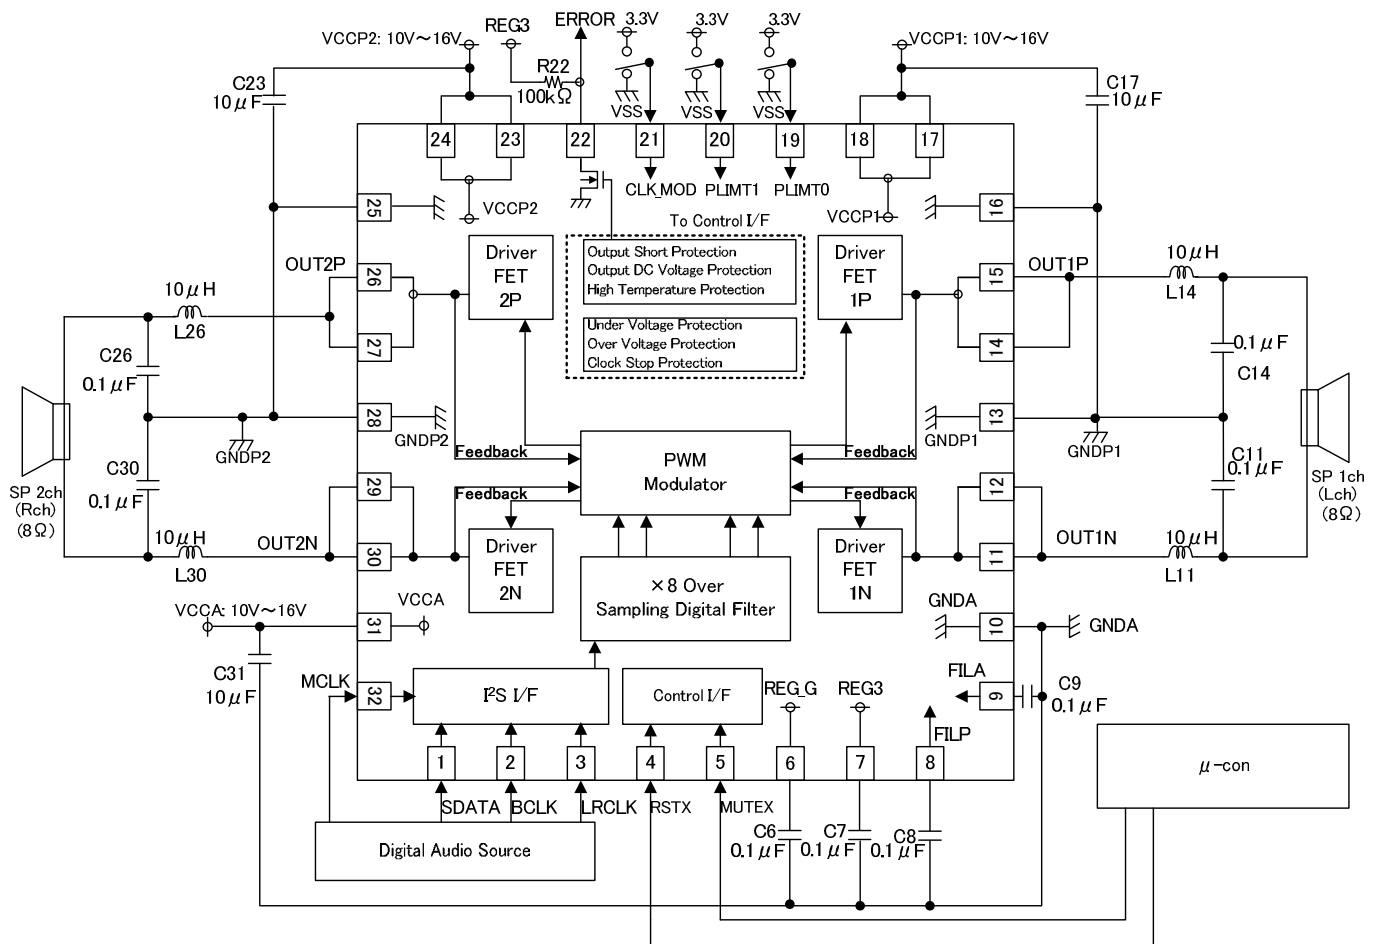 VCCP2: 10V～16V
REG3
ERROR
3.3V
3.3V
3.3V
VCCP1: 10V～16V
C23
10μF
R22
100kΩ
VSS
VSS
VSS
C17
10μF
24
23
22
21
20
19
18
17
CLK_MOD
PLIMT1
PLIMT0
VCCP2
VCCP1
25
16
To Control I/F
OUT2P
26
Driver
FET
2P
Output Short Protection
Output DC Voltage Protection
High Temperature Protection
Driver
FET
1P
15
OUT1P
10μH
L14
10μH
L26
Under Voltage Protection
Over Voltage Protection
Clock Stop Protection
27
14
C26
0.1μF
0.1μF
C14
28
GNDP2
GNDP2
13
GNDP1
GNDP1
Feedback
PWM
Modulator
Feedback
C30
0.1μF
C11
0.1μF
SP 2ch
(Rch)
(8Ω)
SP 1ch
(Lch)
(8Ω)
29
Feedback
Feedback
12
10μH
L30
OUT2N
30
Driver
FET
2N
×8 Over
Sampling Digital Filter
Driver
FET
1N
11
OUT1N
10μH
L11
VCCA: 10V～16V
31
VCCA
GNDA
10
GNDA
C31
10μF
MCLK
32
I²S I/F
Control I/F
REG_G
REG3
FILA
9
C9
0.1μF
FILP
1
2
3
4
5
6
7
8
μ-con
SDATA
BCLK
LRCLK
RSTX
MUTEX
Digital Audio Source
C6
0.1μF
C7
0.1μF
C8
0.1μF